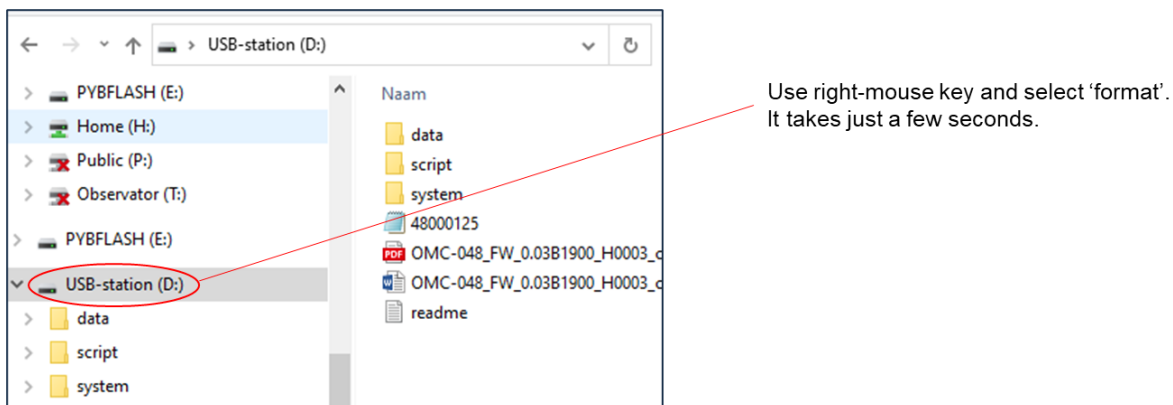 USB-station (D:)
PYBFLASH (E:)
Home (H:)
Public (P:)
Observator (T:)
PYBFLASH (E:)
USB-station (D:)
data
script
system
Naam
data
script
system
48000125
PDF OMC-048_FW_0.03B1900_H0003_c
W OMC-048_FW_0.03B1900_H0003_c
readme
Use right-mouse key and select ‘format’.
It takes just a few seconds.